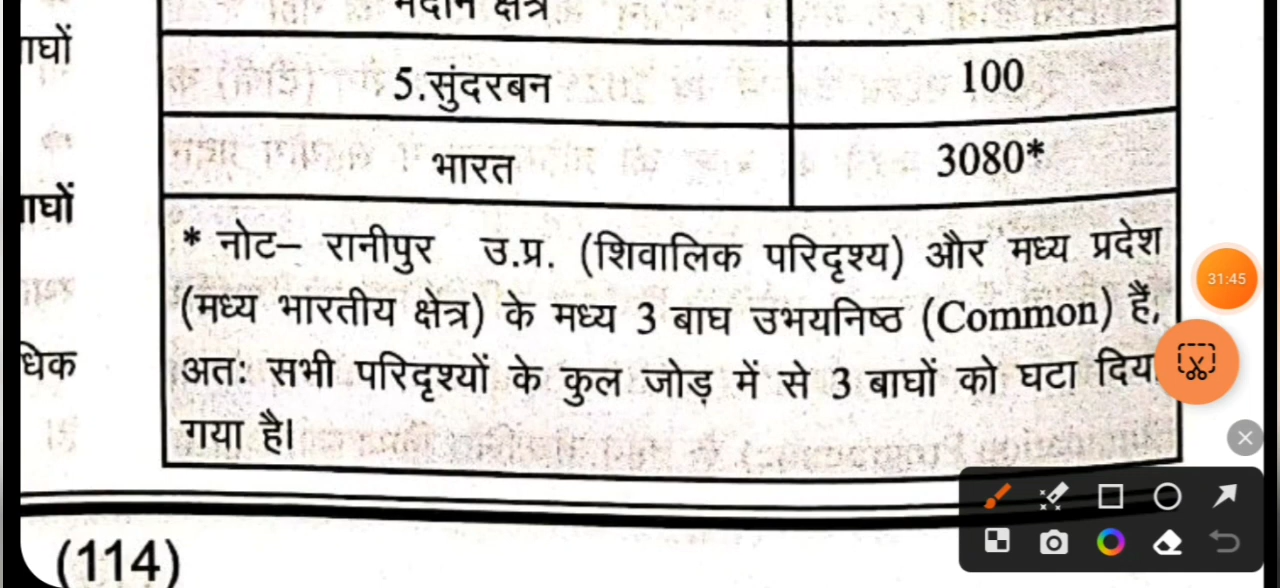 मैदान क्षेत्र
ाघों
5.सुंदरबन 100
भारत 3080*
ाघों
* नोट– रानीपुर उ.प्र. (शिवालिक परिदृश्य) और मध्य प्रदेश
(मध्य भारतीय क्षेत्र) के मध्य 3 बाघ उभयनिष्ठ (Common) हैं,
धिक
अतः सभी परिदृश्यों के कुल जोड़ में से 3 बाघों को घटा दिय
गया है।
(114)
31:45